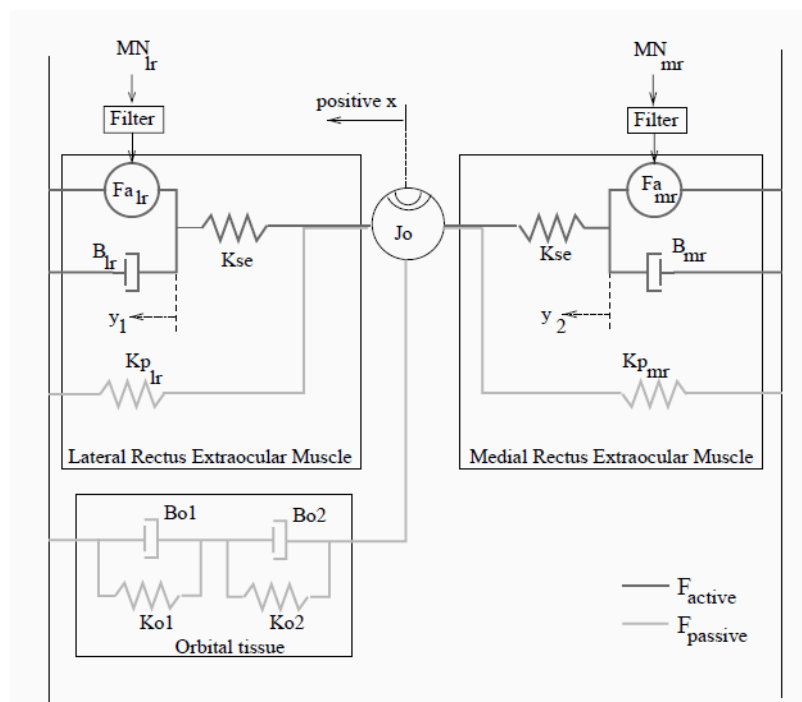 MN lr
MN mr
Filter
positive x
Filter
Fa lr
Fa mr
Jo
B lr
Kse
Kse
B mr
y 1
y 2
Kp lr
Kp mr
Lateral Rectus Extraocular Muscle
Medial Rectus Extraocular Muscle
Bo1
Bo2
Ko1
Ko2
Orbital tissue
F active
F passive